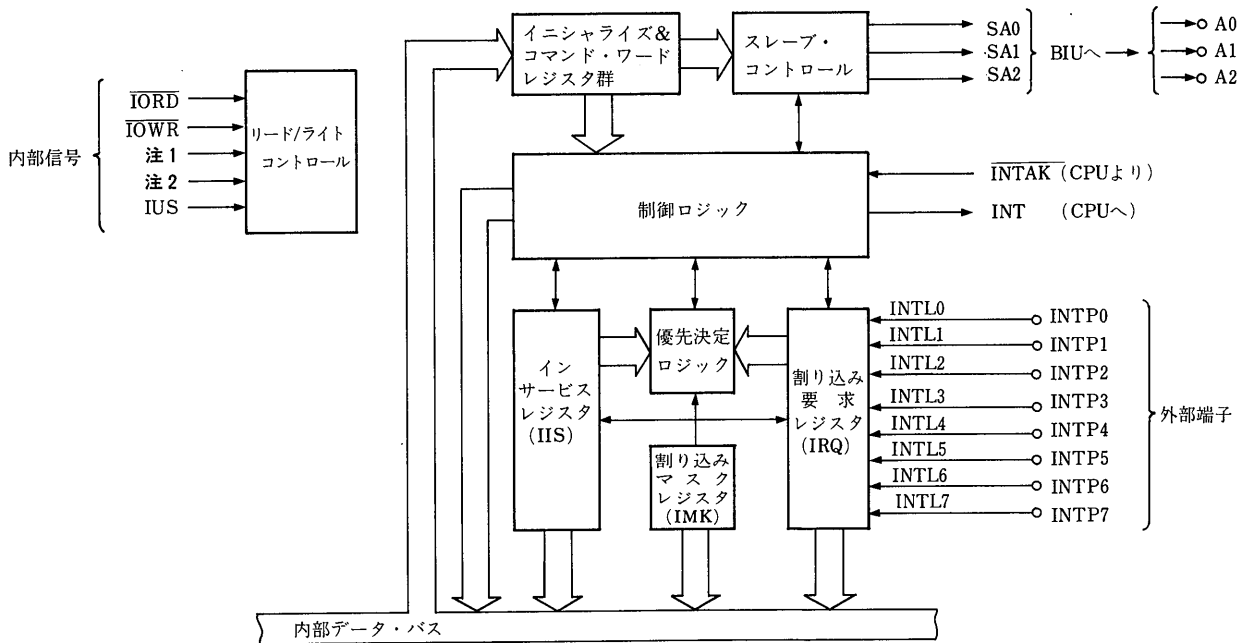 イニシャライズ&
コマンド・ワード
レジスタ群
スレーブ・
コントロール
SA0
SA1
SA2
BIUへ
A0
A1
A2
内部信号
IORD
IOWR
注1
注2
IUS
リード/ライト
コントロール
制御ロジック
INTAK (CPUより)
INT (CPUへ)
イン
サービス
レジスタ
(IIS)
優先決定
ロジック
割り込み
マスク
レジスタ
(IMK)
割り込み
要求
レジスタ
(IRQ)
INTL0
INTL1
INTL2
INTL3
INTL4
INTL5
INTL6
INTL7
INTP0
INTP1
INTP2
INTP3
INTP4
INTP5
INTP6
INTP7
外部端子
内部データ・バス